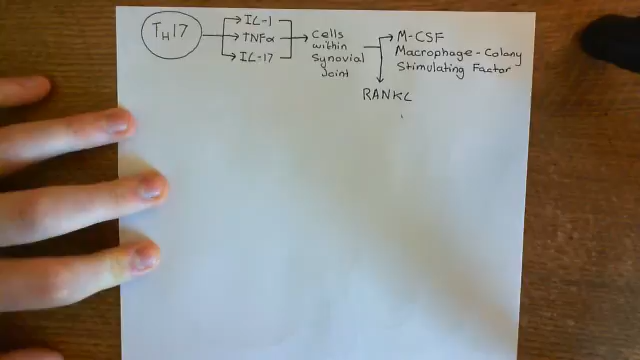 TH17
IL-1
TNFα
IL-17
Cells
within
Synovial
Joint
M-CSF
Macrophage-Colony
Stimulating Factor
RANKL